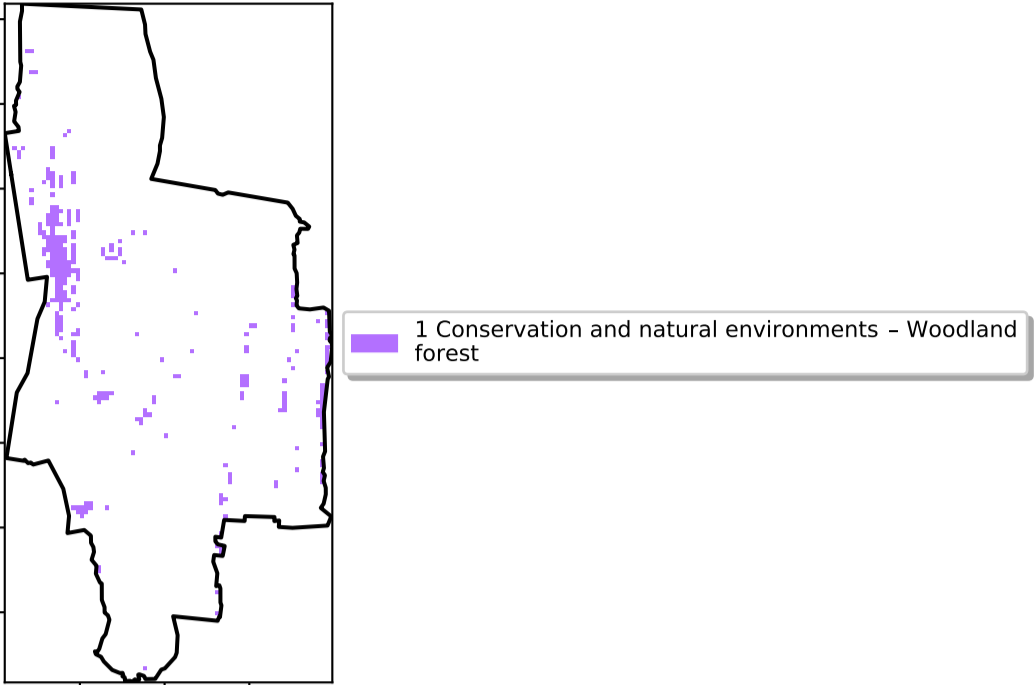 1 Conservation and natural environments – Woodland
forest